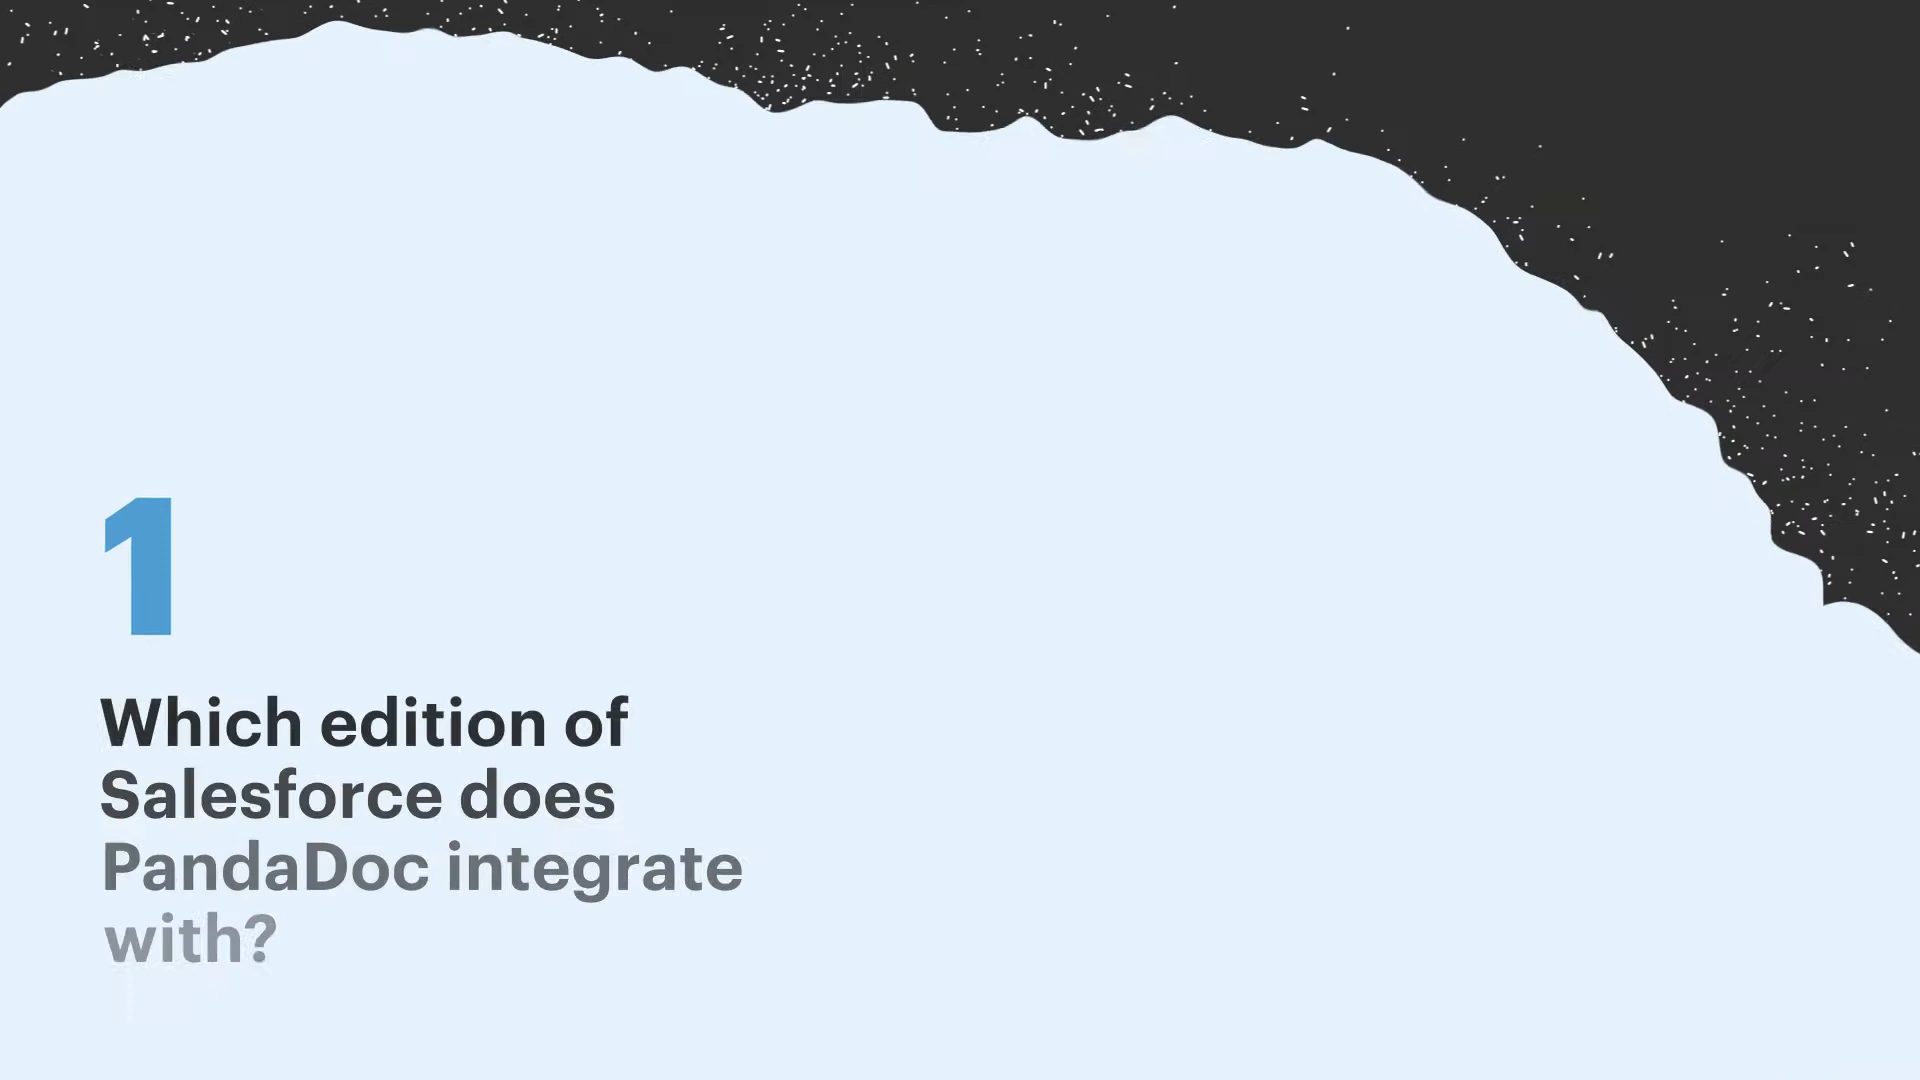 1
Which edition of
Salesforce does
PandaDoc integrate
with?